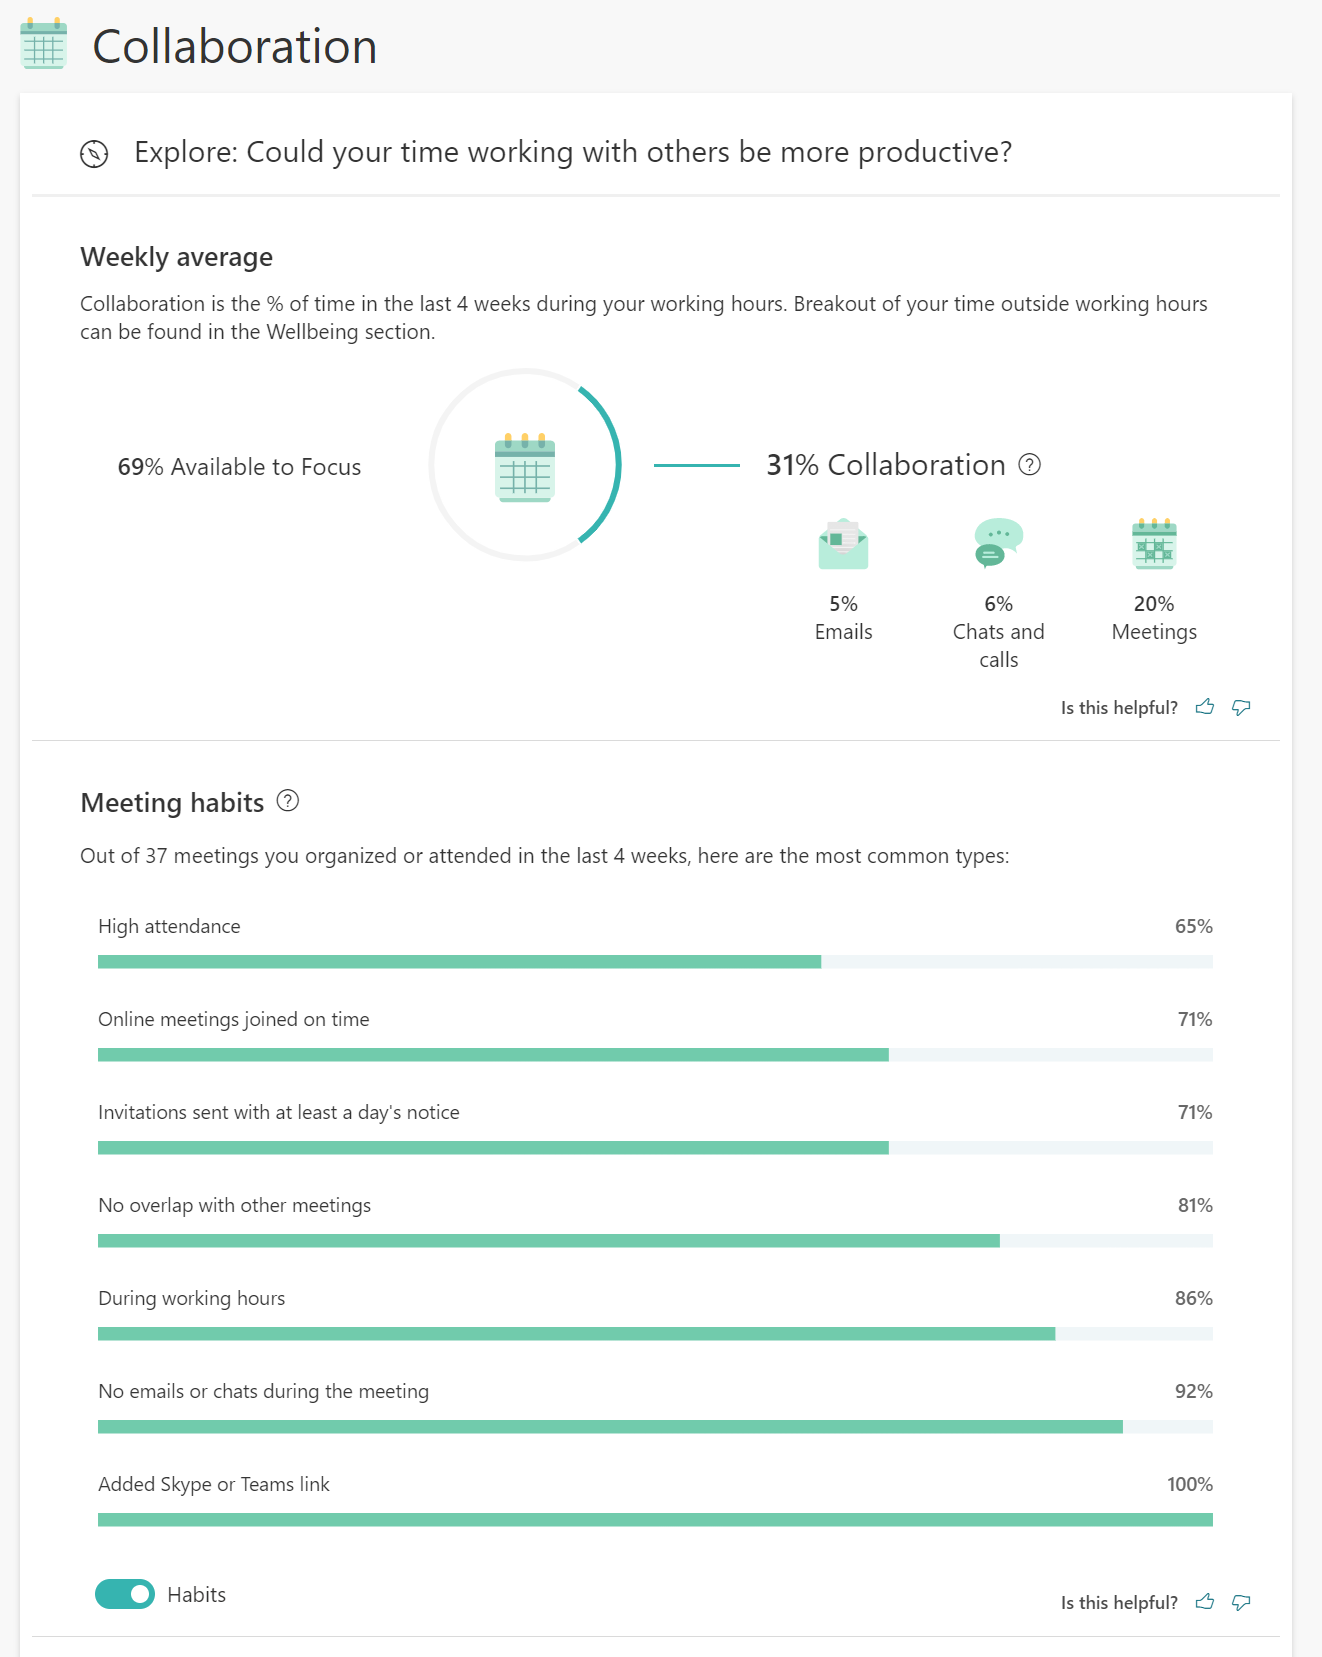 Collaboration
Explore: Could your time working with others be more productive?
Weekly average
Collaboration is the % of time in the last 4 weeks during your working hours. Breakout of your time outside working hours
can be found in the Wellbeing section.
69% Available to Focus
31% Collaboration ?
5%
Emails
6%
Chats and
calls
20%
Meetings
Is this helpful?
Meeting habits ?
Out of 37 meetings you organized or attended in the last 4 weeks, here are the most common types:
High attendance 65%
Online meetings joined on time 71%
Invitations sent with at least a day's notice 71%
No overlap with other meetings 81%
During working hours 86%
No emails or chats during the meeting 92%
Added Skype or Teams link 100%
Habits
Is this helpful?